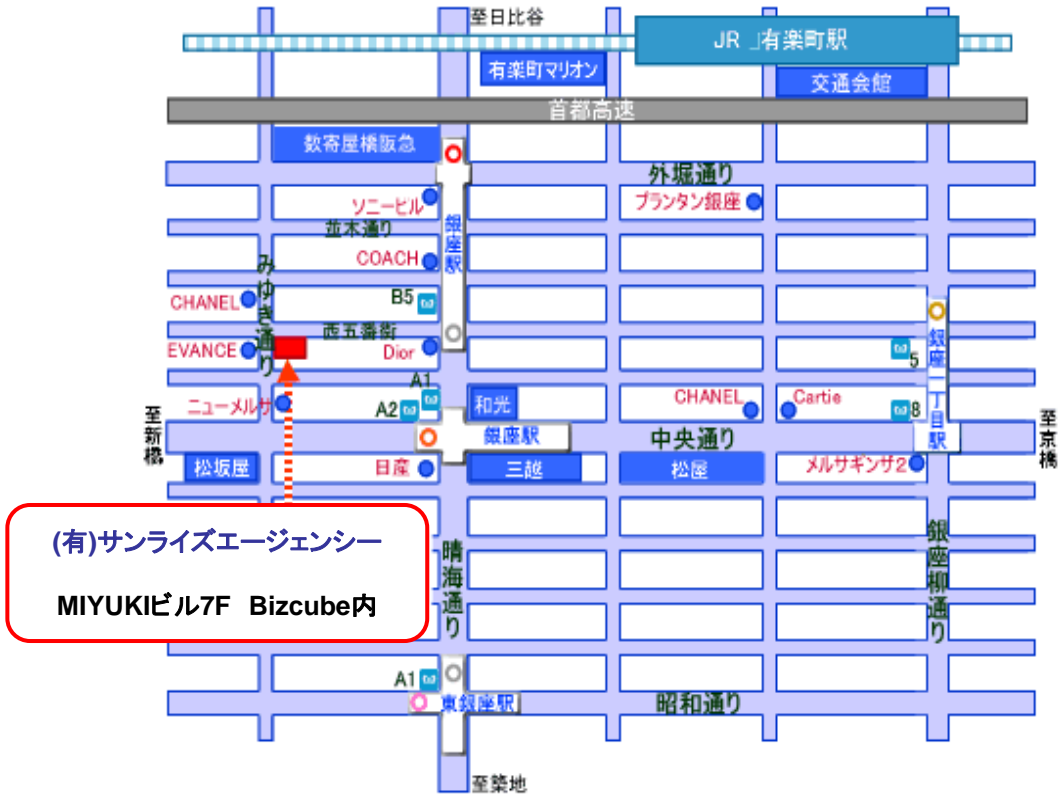 至日比谷
JR 」有楽町駅
有楽町マリオン
交通会館
首都高速
数寄屋橋阪急
外堀通り
ソニービル
プランタン銀座
並木通り
銀座駅
COACH
みゆき通り
CHANEL
B5
西五番街
EVANCE
Dior
5
銀座一丁目駅
A1
ニューメルサ
A2
和光
CHANEL
Cartie
8
至新橋
銀座駅
中央通り
至京橋
松坂屋
日産
三越
松屋
メルサギンザ2
(有)サンライズエージェンシー
MIYUKIビル7F Bizcube内
晴海通り
銀座柳通り
A1
東銀座駅
昭和通り
至築地